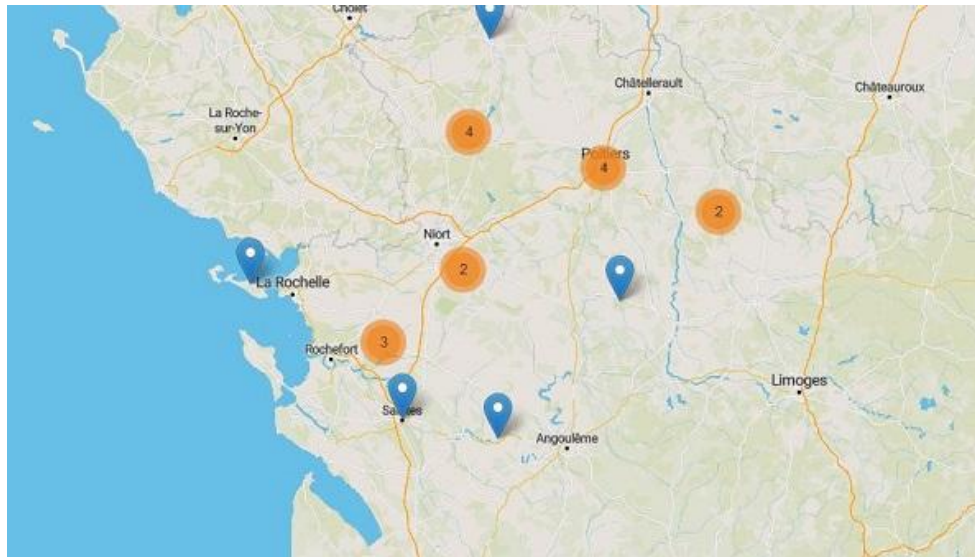 Cholet
Châtellerault
Châteauroux
La Roche-
sur-Yon
4
Poitiers
4
2
Niort
2
La Rochelle
3
Rochefort
Limoges
Saintes
Angoulême